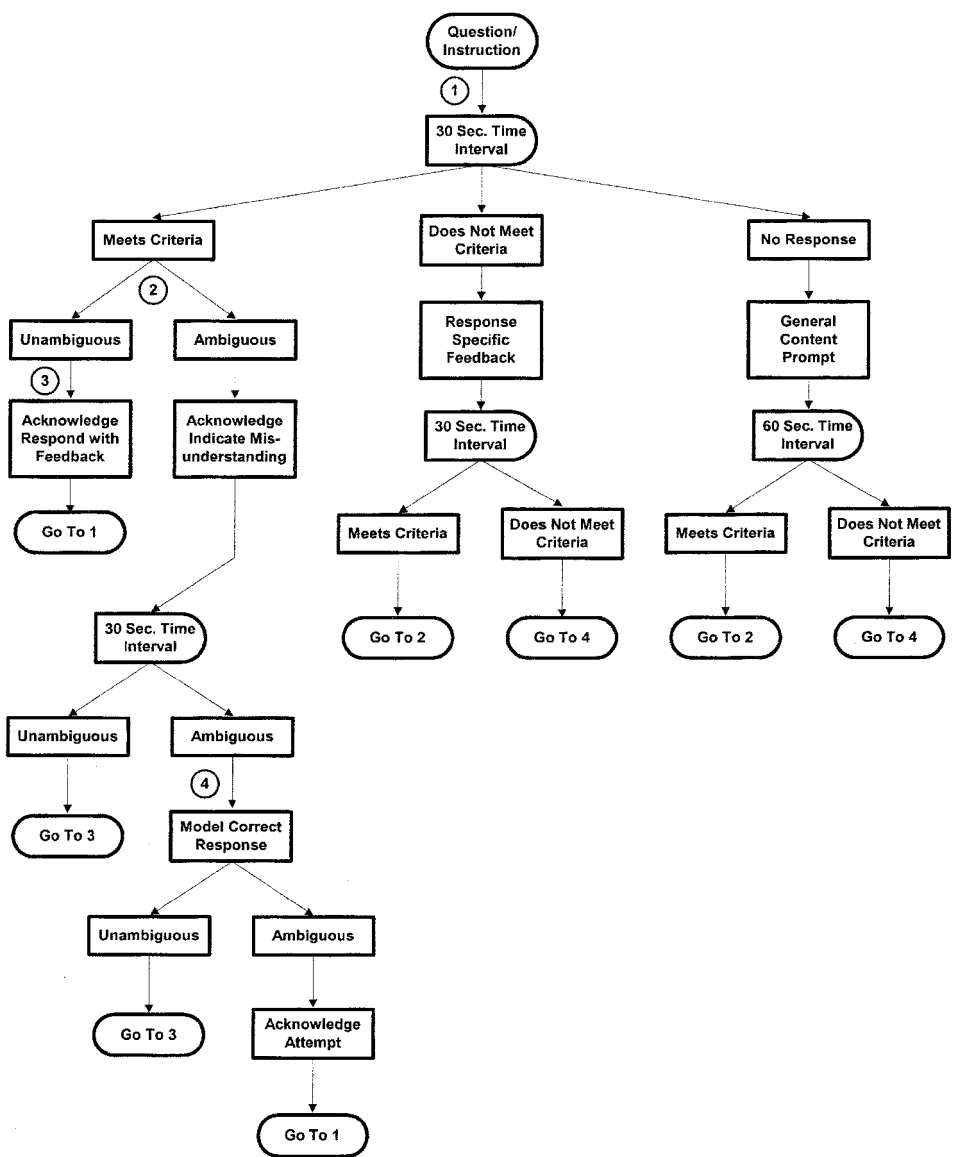 Question/
Instruction
1
30 Sec. Time
Interval
Meets Criteria
Does Not Meet
Criteria
No Response
2
Unambiguous
Ambiguous
Response
Specific
Feedback
General
Content
Prompt
3
Acknowledge
Respond with
Feedback
Acknowledge
Indicate Mis-
understanding
30 Sec. Time
Interval
60 Sec. Time
Interval
Go To 1
Meets Criteria
Does Not Meet
Criteria
Meets Criteria
Does Not Meet
Criteria
30 Sec. Time
Interval
Go To 2
Go To 4
Go To 2
Go To 4
Unambiguous
Ambiguous
4
Go To 3
Model Correct
Response
Unambiguous
Ambiguous
Go To 3
Acknowledge
Attempt
Go To 1